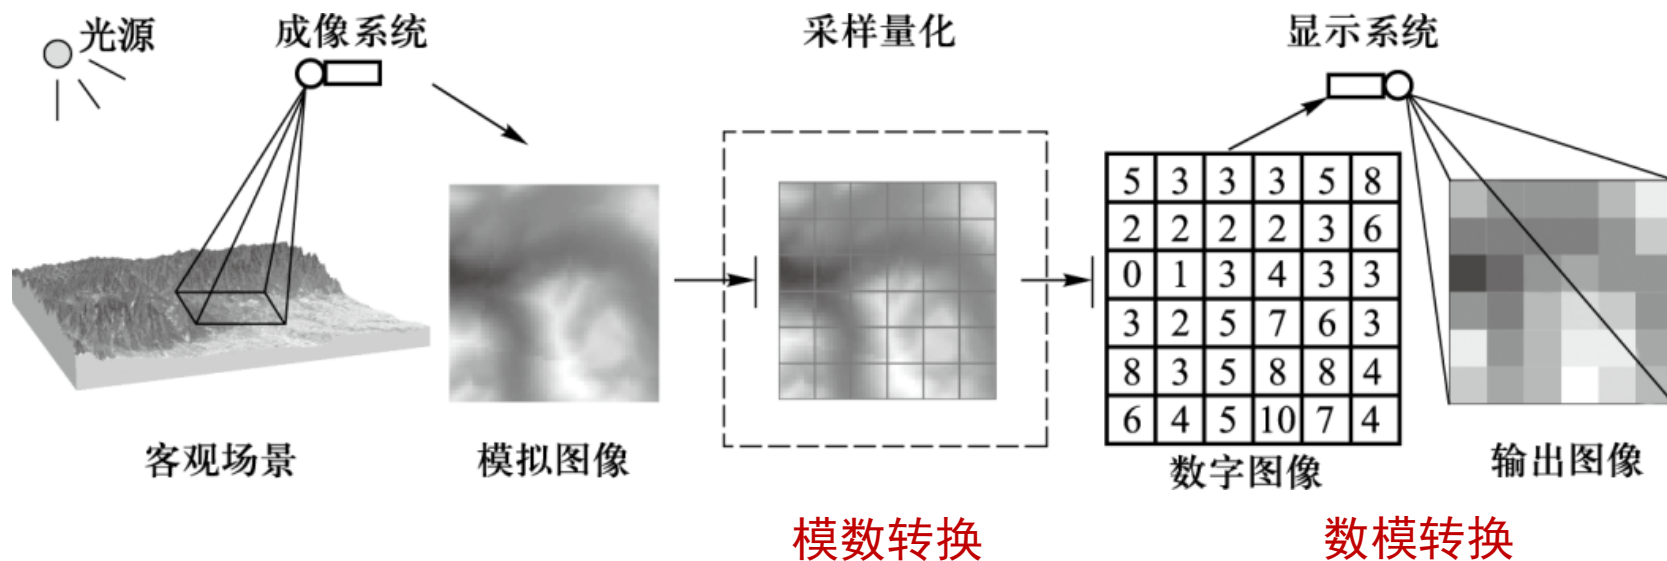 光源
成像系统
采样量化
显示系统
5 3 3 3 5 8
2 2 2 2 3 6
0 1 3 4 3 3
3 2 5 7 6 3
8 3 5 8 8 4
6 4 5 10 7 4
客观场景
模拟图像
数字图像
输出图像
模数转换
数模转换